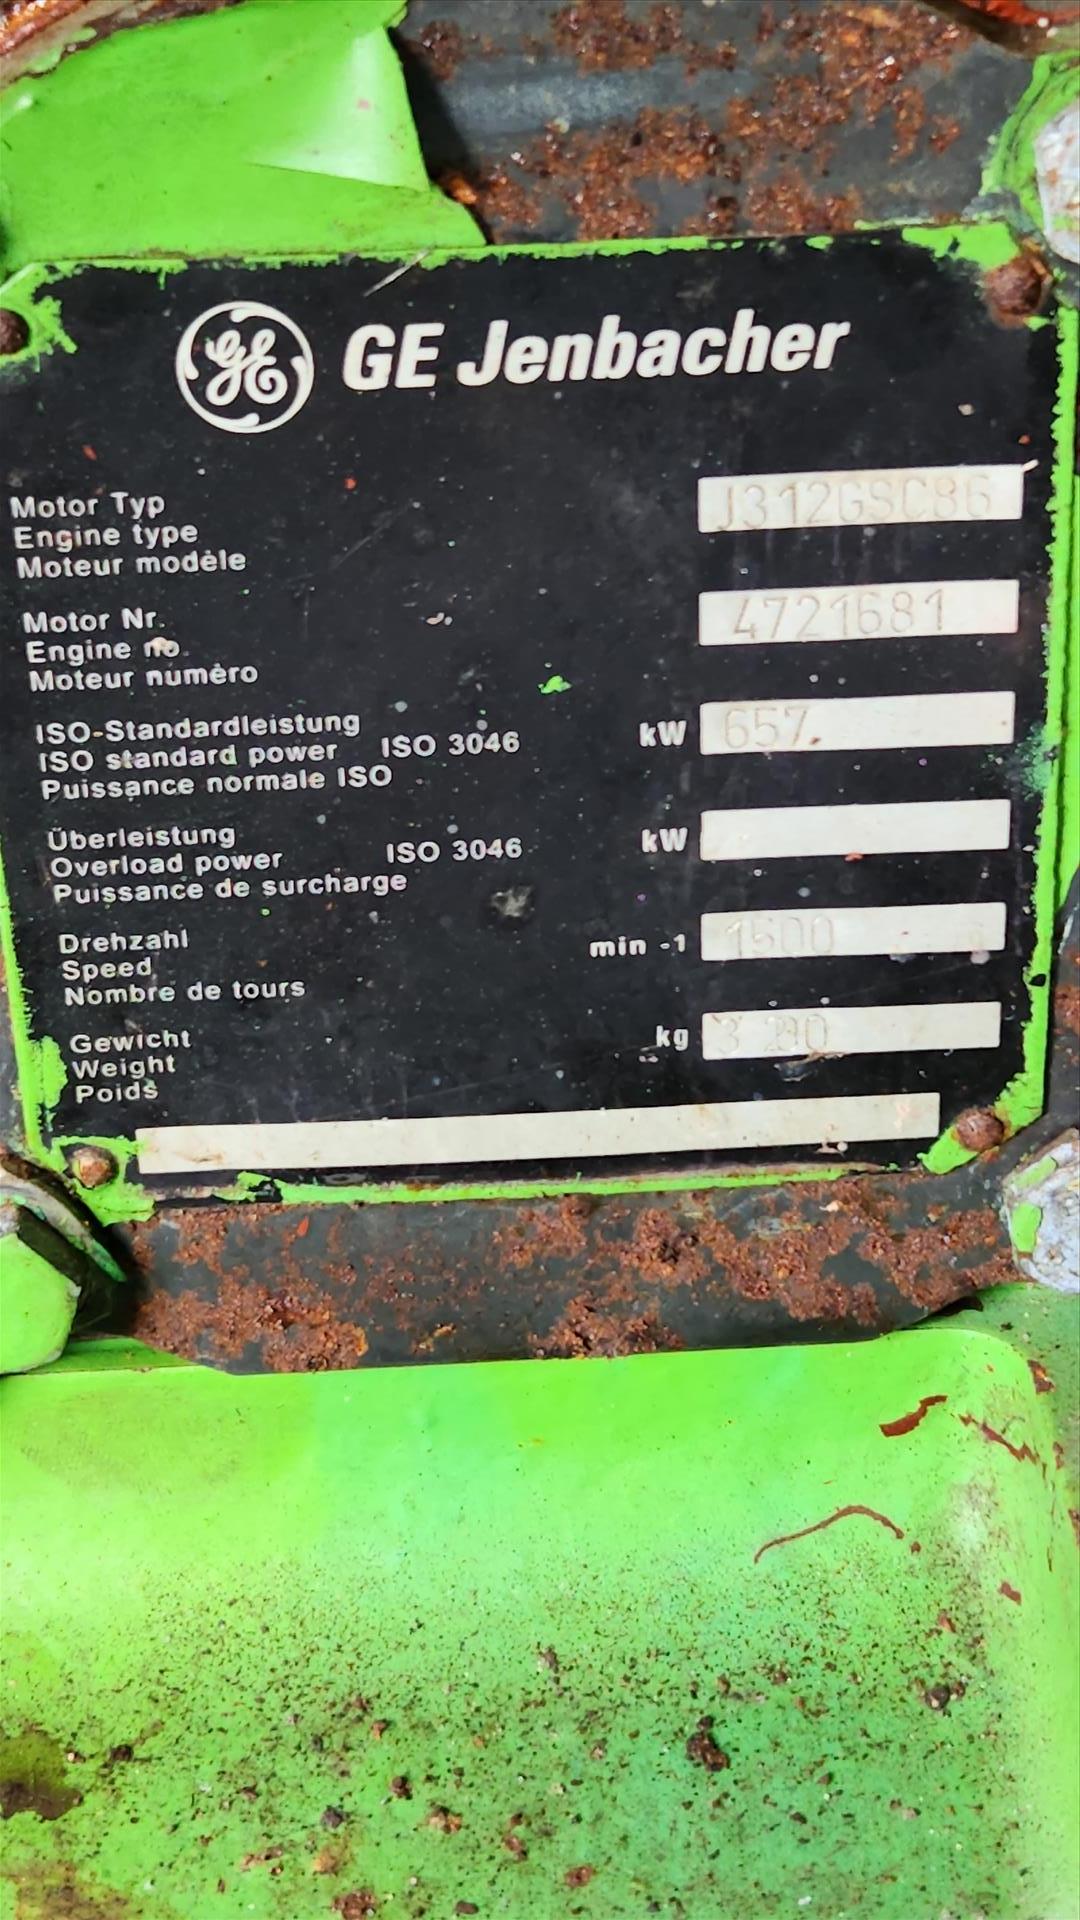 GE GE Jenbacher
Motor Typ
Engine type J312GSC86
Moteur modèle
Motor Nr.
Engine no. 4721681
Moteur numèro
ISO-Standardleistung
ISO standard power ISO 3046 kW 657
Puissance normale ISO
Überleistung
Overload power ISO 3046 kW
Puissance de surcharge
Drehzahl
Speed min -1 1500
Nombre de tours
Gewicht
Weight kg
Poids